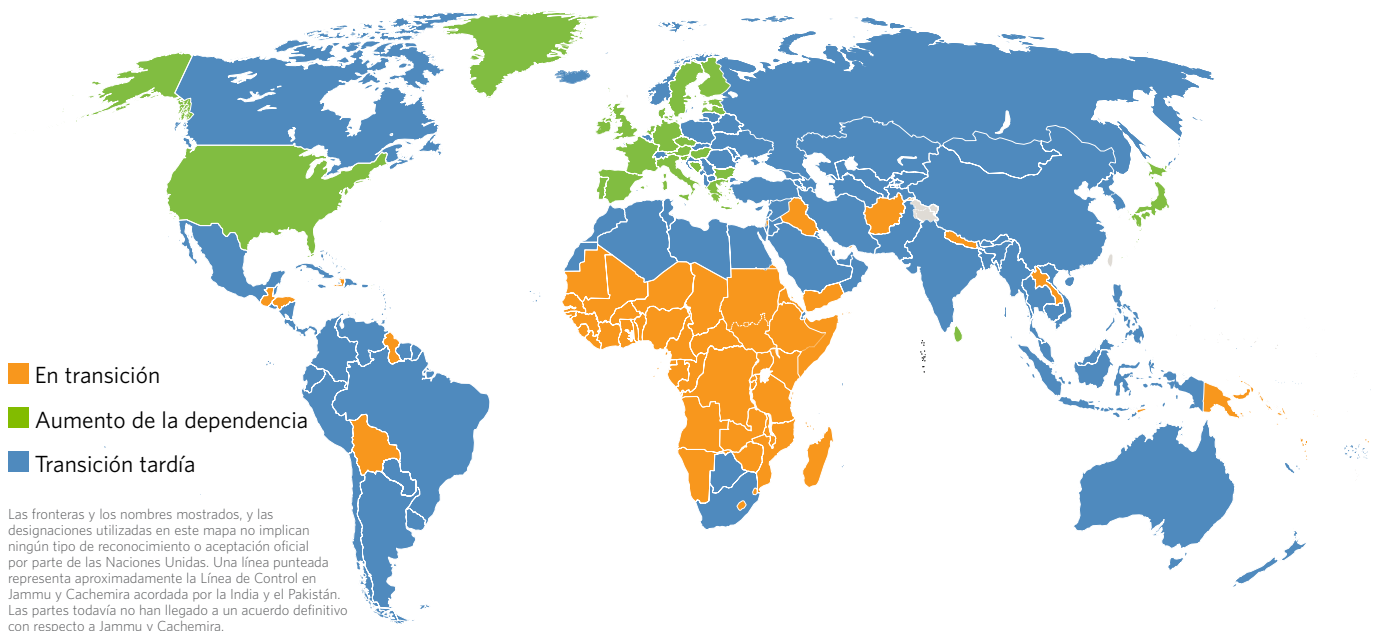 En transición
Aumento de la dependencia
Transición tardía
Las fronteras y los nombres mostrados, y las
designaciones utilizadas en este mapa no implican
ningún tipo de reconocimiento o aceptación oficial
por parte de las Naciones Unidas. Una línea punteada
representa aproximadamente la Línea de Control en
Jammu y Cachemira acordada por la India y el Pakistán.
Las partes todavía no han llegado a un acuerdo definitivo
con respecto a Jammu y Cachemira.